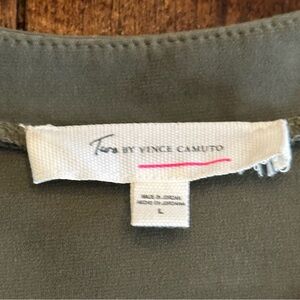 Two BY VINCE CAMUTO
MADE IN JORDAN
HECHO EN JORDANIA
L